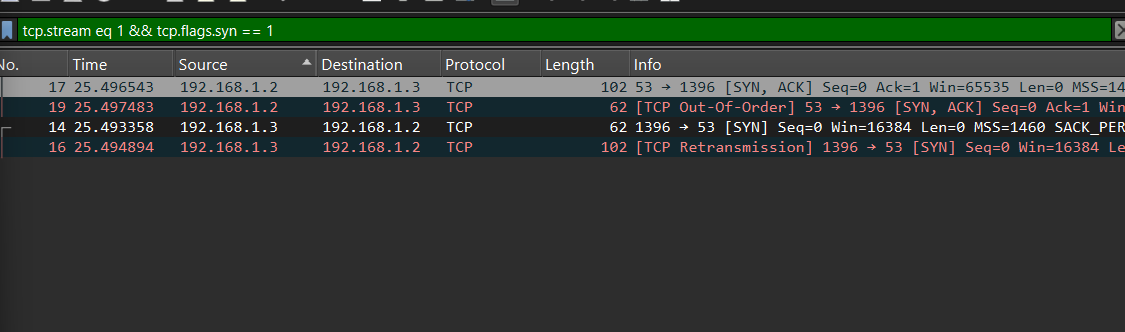 tcp.stream eq 1 && tcp.flags.syn == 1
No. Time Source Destination Protocol Length Info
17 25.496543 192.168.1.2 192.168.1.3 TCP 102 53 → 1396 [SYN, ACK] Seq=0 Ack=1 Win=65535 Len=0 MSS=14
19 25.497483 192.168.1.2 192.168.1.3 TCP 62 [TCP Out-Of-Order] 53 → 1396 [SYN, ACK] Seq=0 Ack=1 Win
14 25.493358 192.168.1.3 192.168.1.2 TCP 62 1396 → 53 [SYN] Seq=0 Win=16384 Len=0 MSS=1460 SACK_PER
16 25.494894 192.168.1.3 192.168.1.2 TCP 102 [TCP Retransmission] 1396 → 53 [SYN] Seq=0 Win=16384 Le